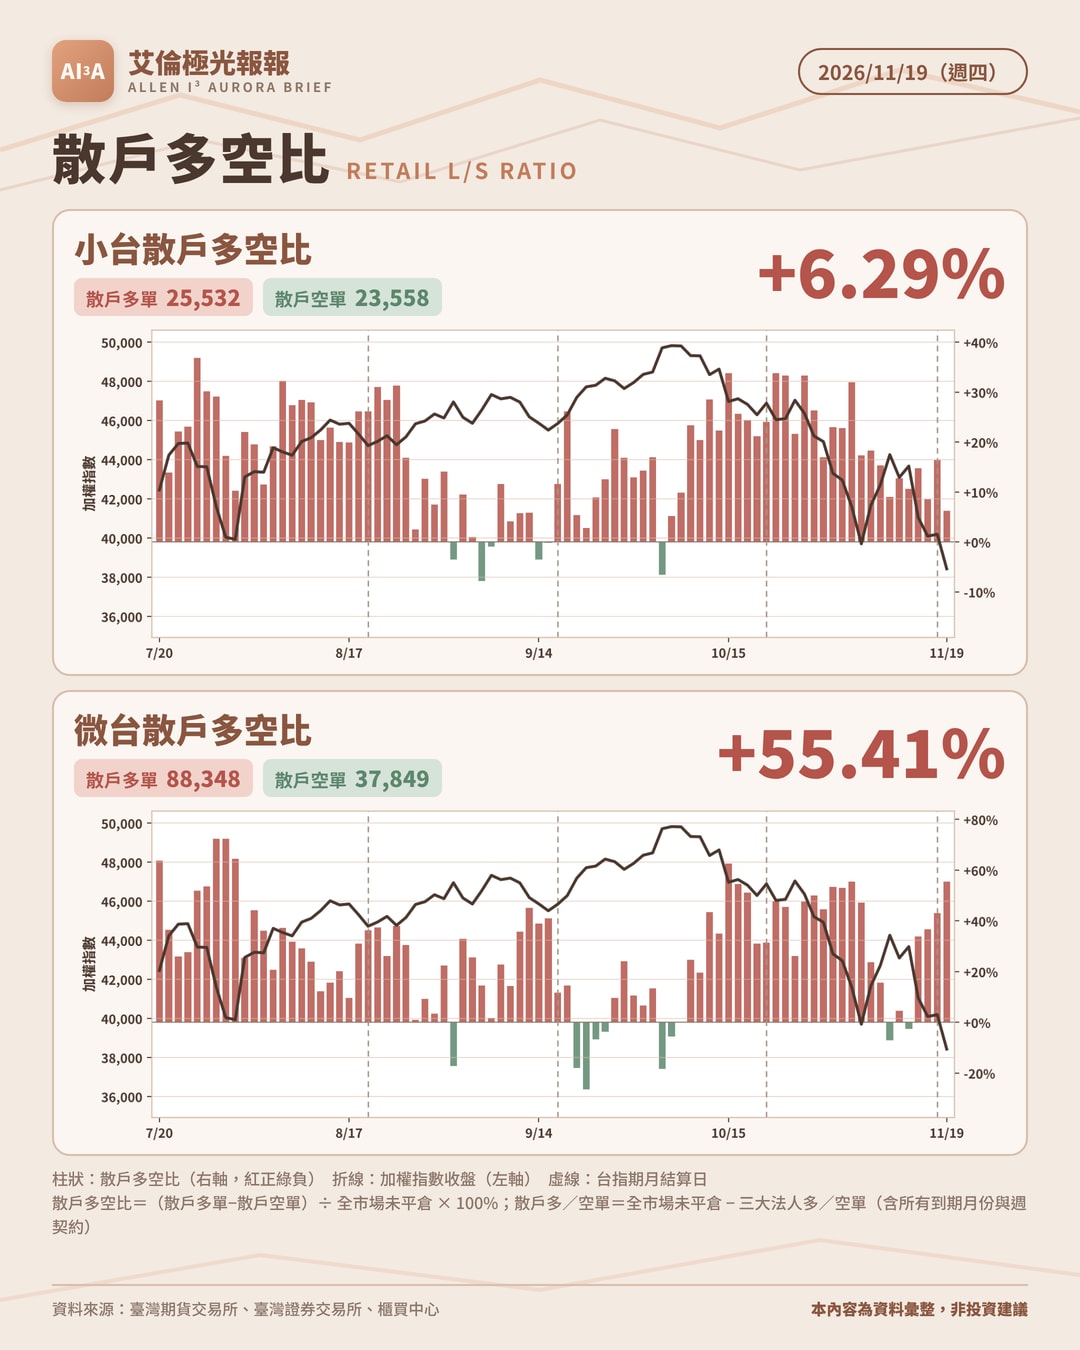 AI³A
艾倫極光報報
ALLEN I³ AURORA BRIEF
2026/11/19（週四）
散戶多空比 RETAIL L/S RATIO
小台散戶多空比
+6.29%
散戶多單 25,532 散戶空單 23,558
加權指數
50,000
48,000
46,000
44,000
42,000
40,000
38,000
36,000
+40%
+30%
+20%
+10%
+0%
-10%
7/20 8/17 9/14 10/15 11/19
微台散戶多空比
+55.41%
散戶多單 88,348 散戶空單 37,849
加權指數
50,000
48,000
46,000
44,000
42,000
40,000
38,000
36,000
+80%
+60%
+40%
+20%
+0%
-20%
7/20 8/17 9/14 10/15 11/19
柱狀：散戶多空比（右軸，紅正綠負） 折線：加權指數收盤（左軸） 虛線：台指期月結算日
散戶多空比＝（散戶多單−散戶空單）÷ 全市場未平倉 × 100%；散戶多／空單＝全市場未平倉 − 三大法人多／空單（含所有到期月份與週
契約）
資料來源：臺灣期貨交易所、臺灣證券交易所、櫃買中心
本內容為資料彙整，非投資建議